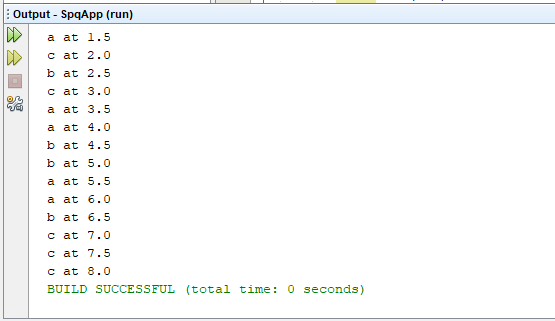 Output - SpqApp (run)
a at 1.5
c at 2.0
b at 2.5
c at 3.0
a at 3.5
a at 4.0
b at 4.5
b at 5.0
a at 5.5
a at 6.0
b at 6.5
c at 7.0
c at 7.5
c at 8.0
BUILD SUCCESSFUL (total time: 0 seconds)